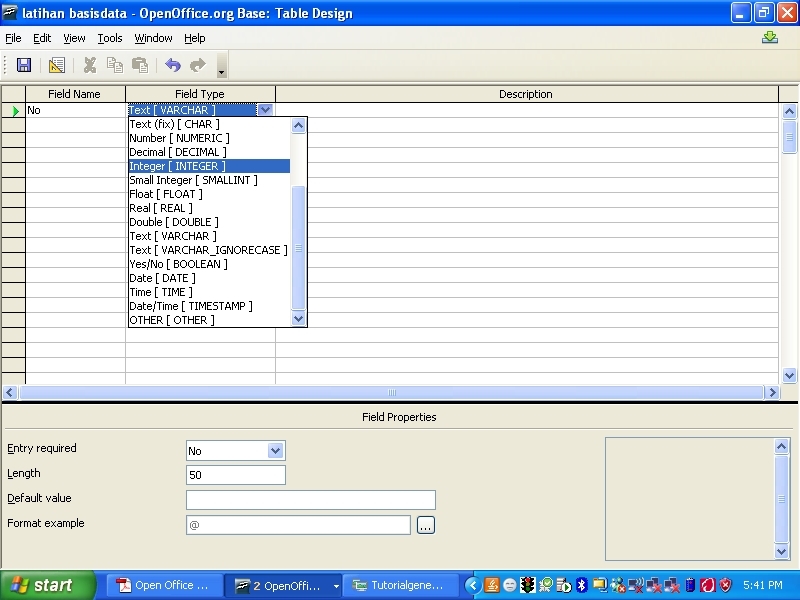 latihan basisdata - OpenOffice.org Base: Table Design
File Edit View Tools Window Help
Field Name Field Type Description
No Text [ VARCHAR ]
Text (fix) [ CHAR ]
Number [ NUMERIC ]
Decimal [ DECIMAL ]
Integer [ INTEGER ]
Small Integer [ SMALLINT ]
Float [ FLOAT ]
Real [ REAL ]
Double [ DOUBLE ]
Text [ VARCHAR ]
Text [ VARCHAR_IGNORECASE ]
Yes/No [ BOOLEAN ]
Date [ DATE ]
Time [ TIME ]
Date/Time [ TIMESTAMP ]
OTHER [ OTHER ]
Field Properties
Entry required No
Length 50
Default value
Format example @ ...
start Open Office ... 2 OpenOffi... Tutorialgene... 5:41 PM